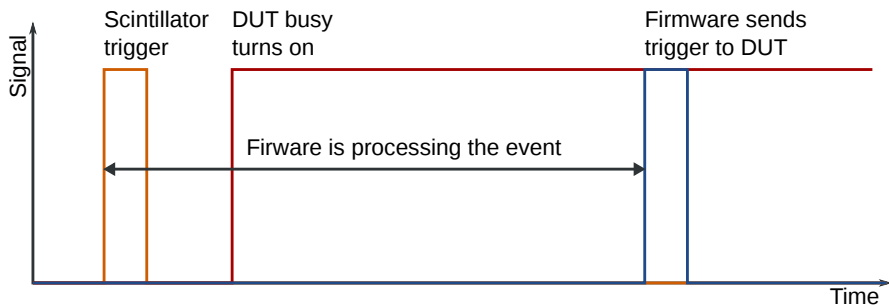 Scintillator
trigger
DUT busy
turns on
Firmware sends
trigger to DUT
Signal
Firware is processing the event
Time